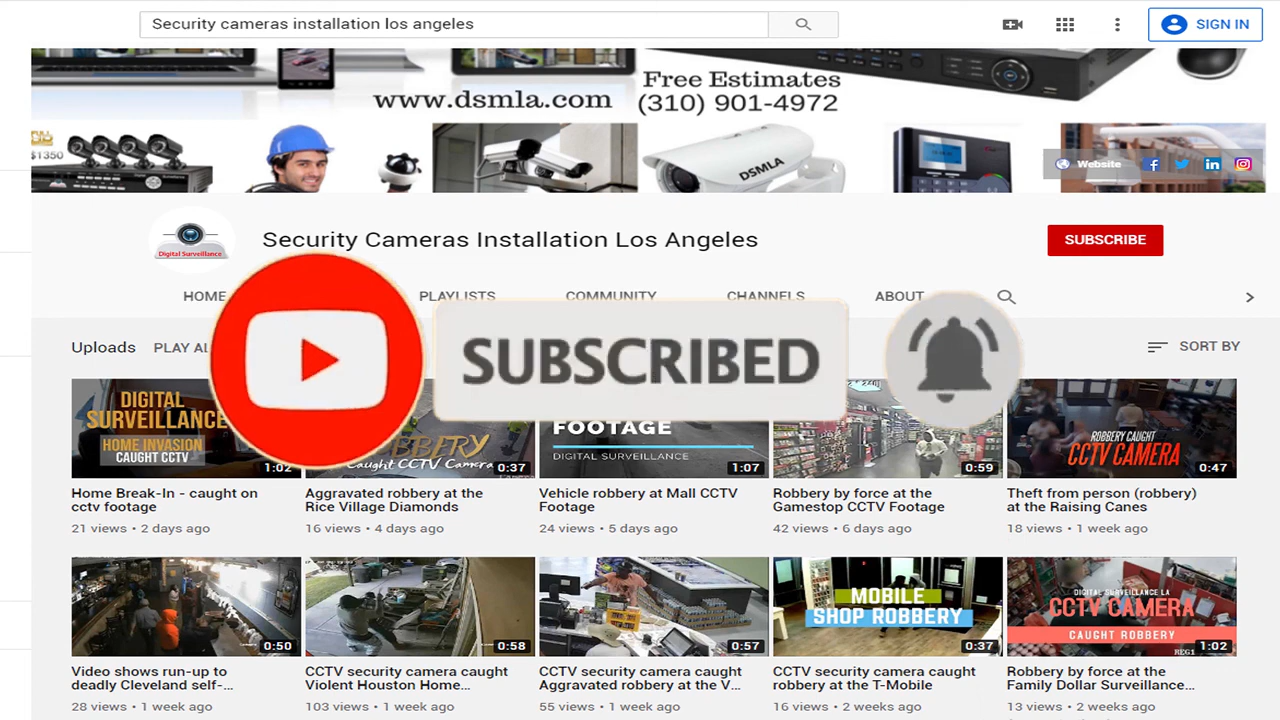 Security cameras installation los angeles
SIGN IN
Free Estimates
www.dsmla.com
(310) 901-4972
$1350
DSMLA
Website
Digital Surveillance
Security Cameras Installation Los Angeles
SUBSCRIBE
HOME
PLAYLISTS
COMMUNITY
CHANNELS
ABOUT
Uploads
PLAY AL
SORT BY
SUBSCRIBED
DIGITAL
SURVEILLANCE
HOME INVASION
CAUGHT CCTV
1:02
ROBBERY
Caught CCTV Camera
0:37
FOOTAGE
DIGITAL SURVEILLANCE
1:07
0:59
ROBBERY CAUGHT
CCTV CAMERA
0:47
Home Break-In - caught on
cctv footage
21 views • 2 days ago
Aggravated robbery at the
Rice Village Diamonds
16 views • 4 days ago
Vehicle robbery at Mall CCTV
Footage
24 views • 5 days ago
Robbery by force at the
Gamestop CCTV Footage
42 views • 6 days ago
Theft from person (robbery)
at the Raising Canes
18 views • 1 week ago
0:50
0:58
0:57
MOBILE
SHOP ROBBERY
0:37
DIGITAL SURVEILLANCE LA
CCTV CAMERA
CAUGHT ROBBERY
REG1
1:02
Video shows run-up to
deadly Cleveland self-...
28 views • 1 week ago
CCTV security camera caught
Violent Houston Home...
103 views • 1 week ago
CCTV security camera caught
Aggravated robbery at the V...
55 views • 1 week ago
CCTV security camera caught
robbery at the T-Mobile
16 views • 2 weeks ago
Robbery by force at the
Family Dollar Surveillance...
13 views • 2 weeks ago